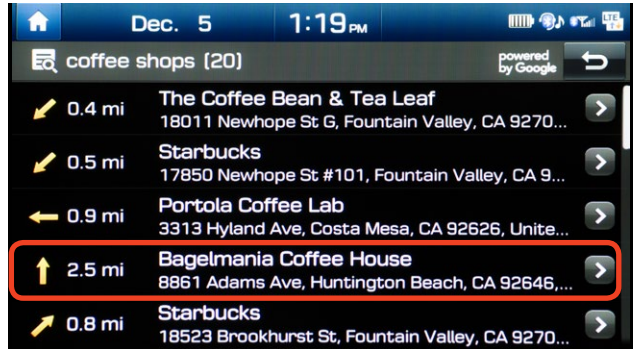 Dec. 5 1:19 PM LTE
coffee shops (20) powered by Google
0.4 mi The Coffee Bean & Tea Leaf
18011 Newhope St G, Fountain Valley, CA 9270...
0.5 mi Starbucks
17850 Newhope St #101, Fountain Valley, CA 9...
0.9 mi Portola Coffee Lab
3313 Hyland Ave, Costa Mesa, CA 92626, Unite...
2.5 mi Bagelmania Coffee House
8861 Adams Ave, Huntington Beach, CA 92646,...
0.8 mi Starbucks
18523 Brookhurst St, Fountain Valley, CA 9270...